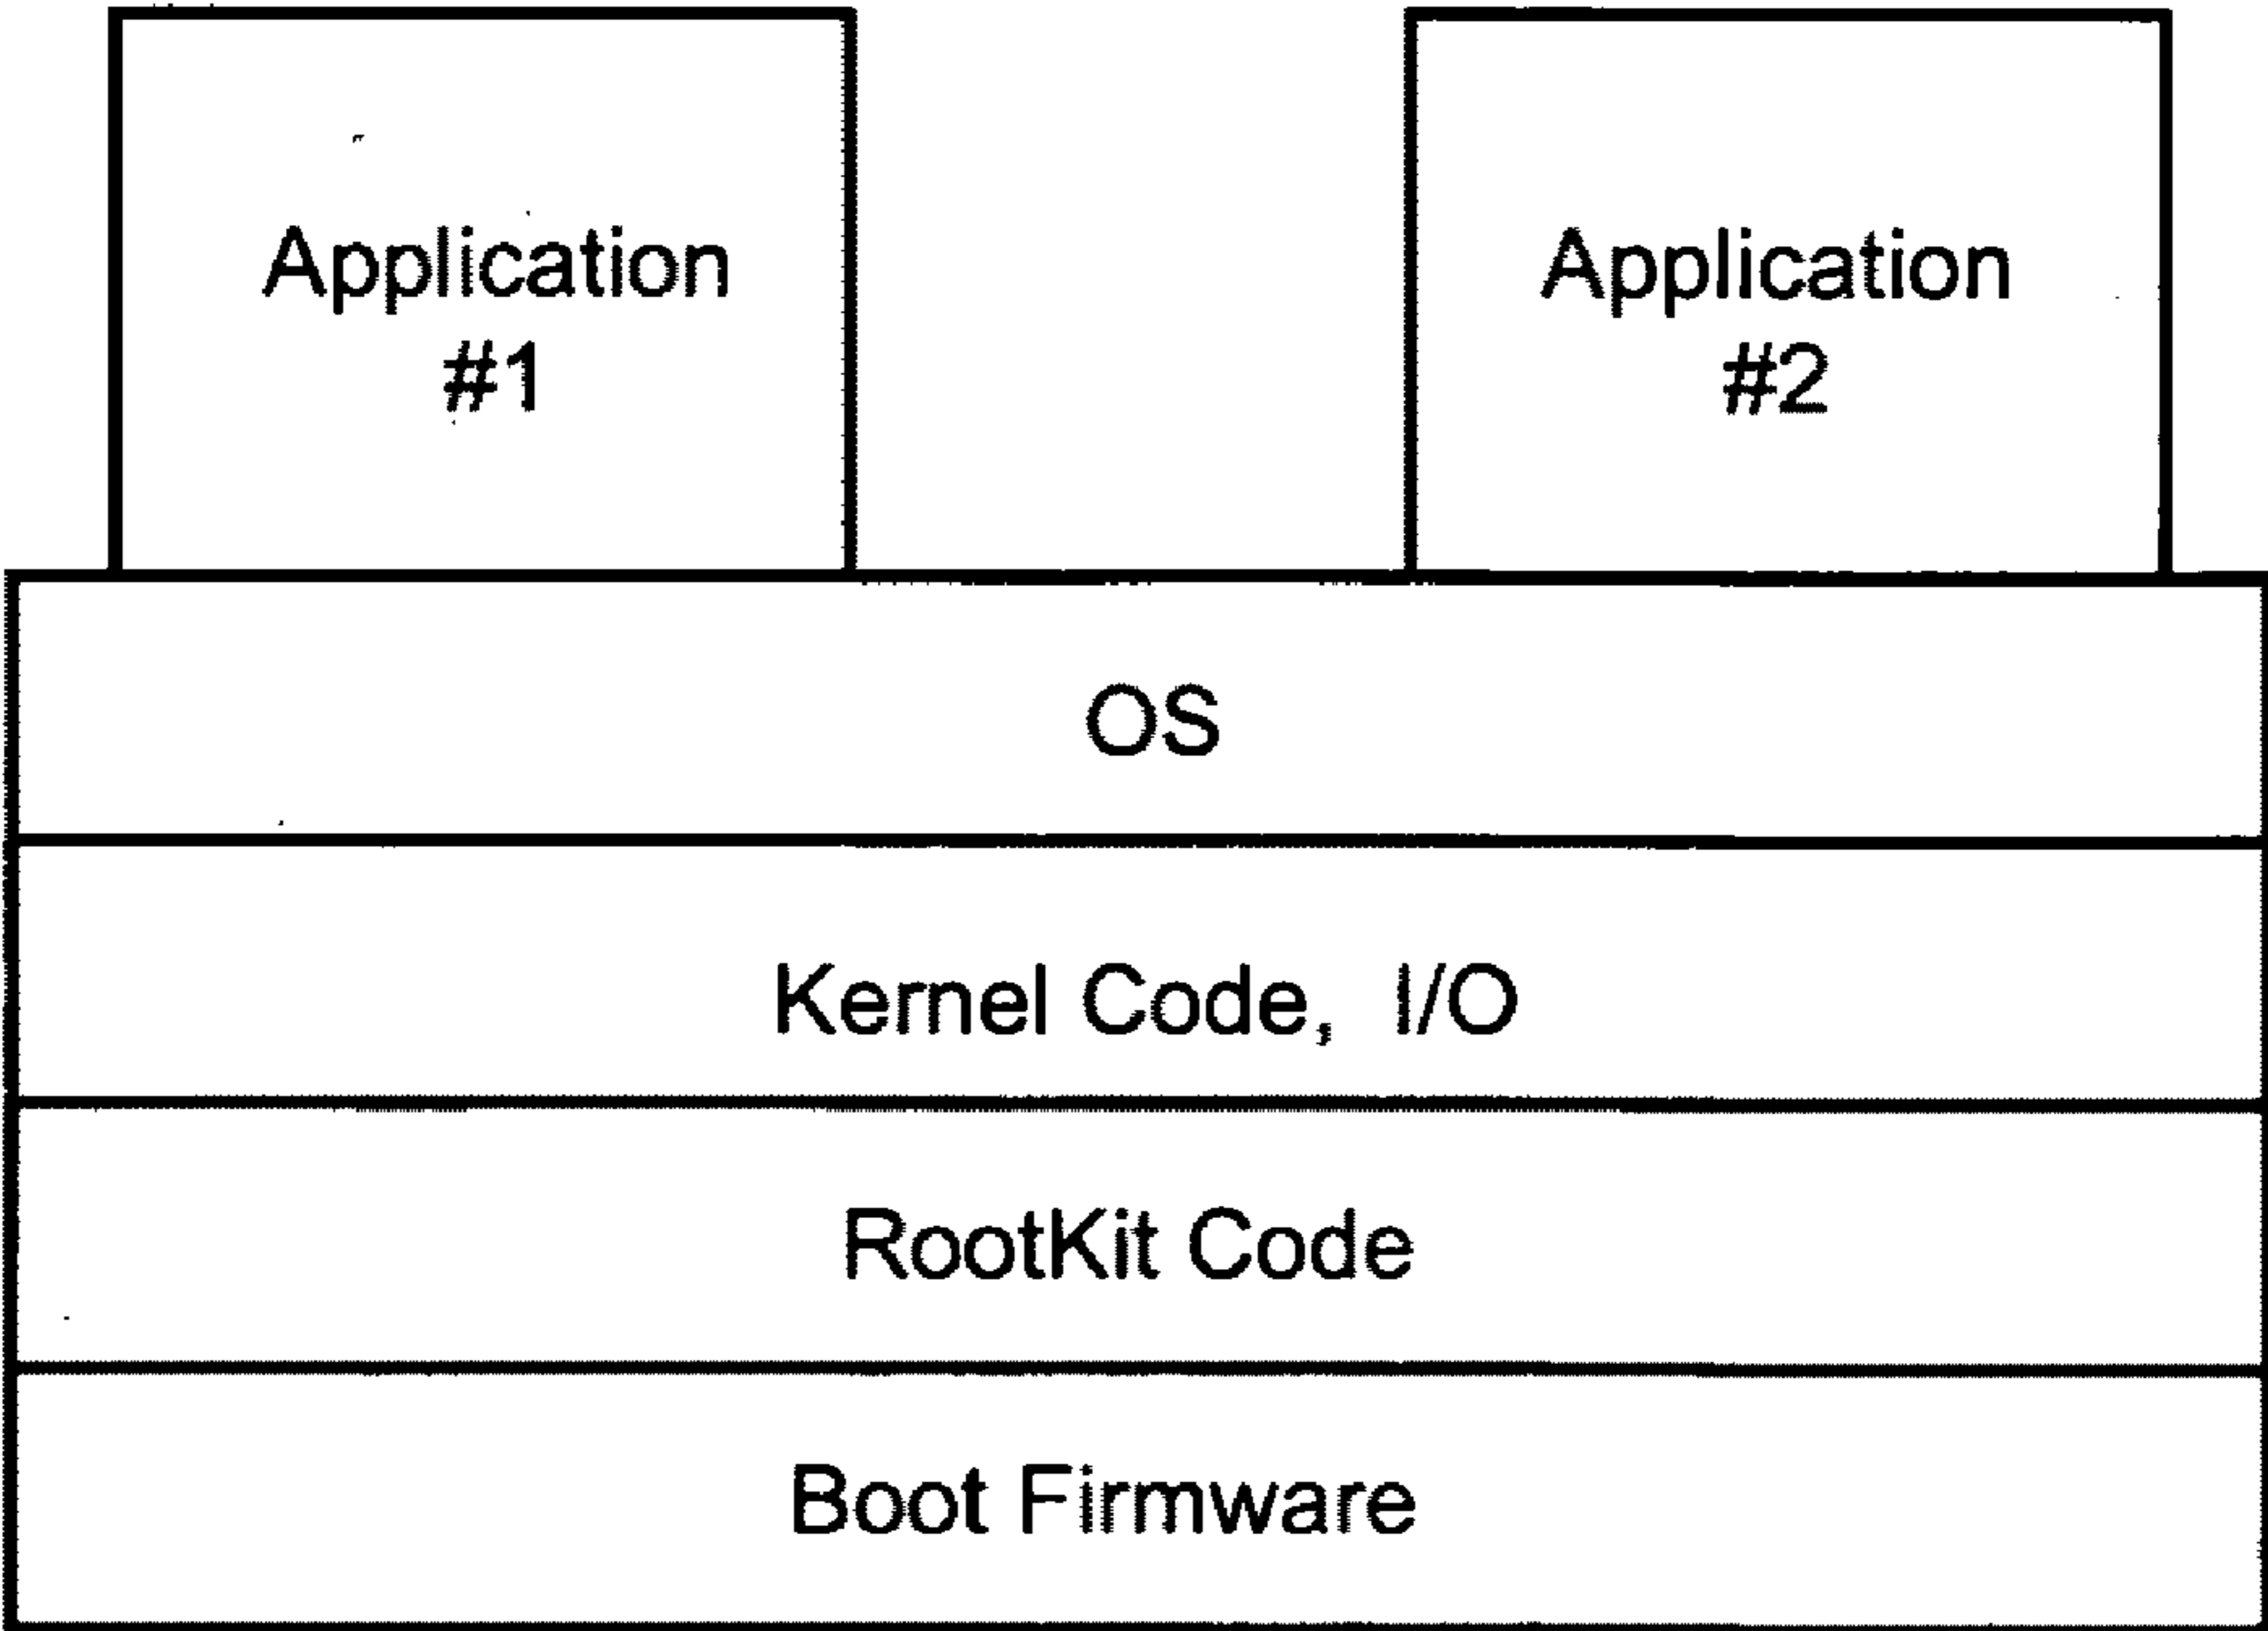 Application
#1
Application
#2
OS
Kernel Code, I/O
RootKit Code
Boot Firmware